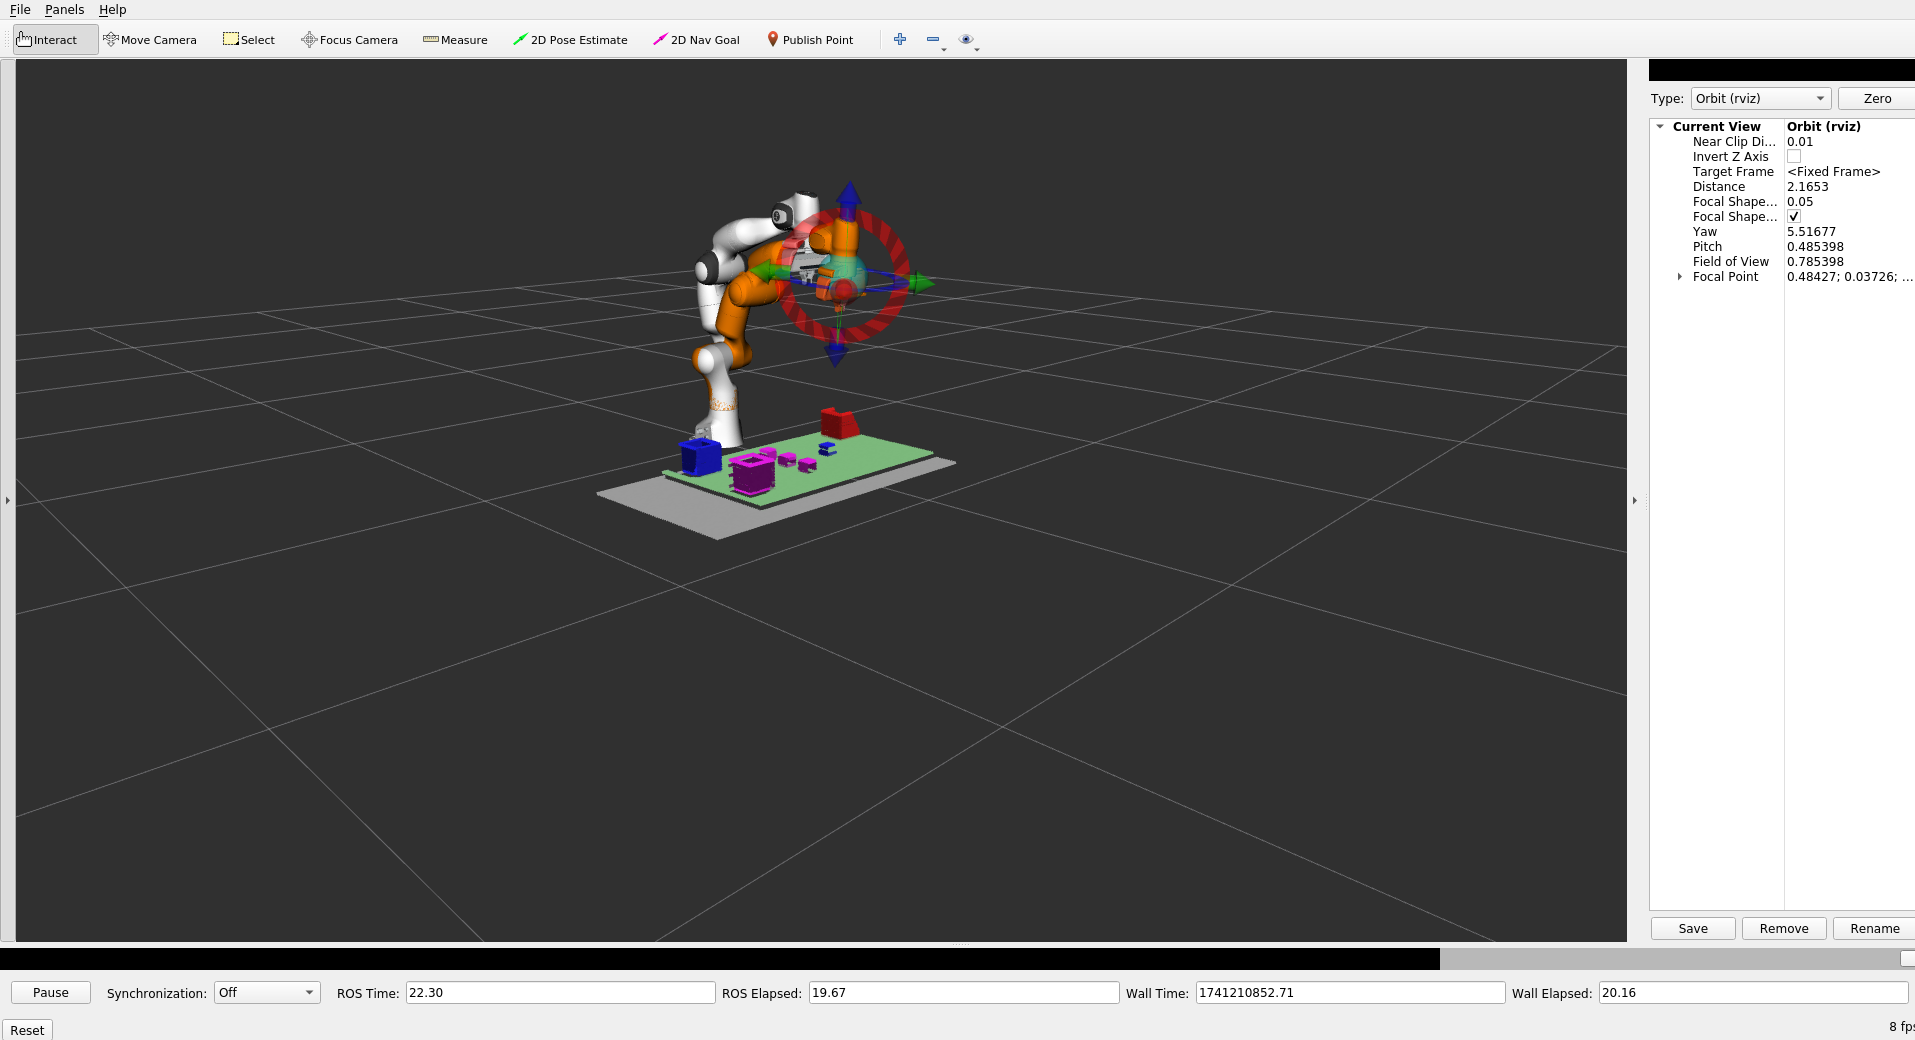 File Panels Help
Interact Move Camera Select Focus Camera Measure 2D Pose Estimate 2D Nav Goal Publish Point
Type: Orbit (rviz) Zero
Current View Orbit (rviz)
Near Clip Di... 0.01
Invert Z Axis
Target Frame <Fixed Frame>
Distance 2.1653
Focal Shape... 0.05
Focal Shape...
Yaw 5.51677
Pitch 0.485398
Field of View 0.785398
Focal Point 0.48427; 0.03726; ...
Save Remove Rename
Pause Synchronization: Off ROS Time: 22.30 ROS Elapsed: 19.67 Wall Time: 1741210852.71 Wall Elapsed: 20.16
Reset 8 fps